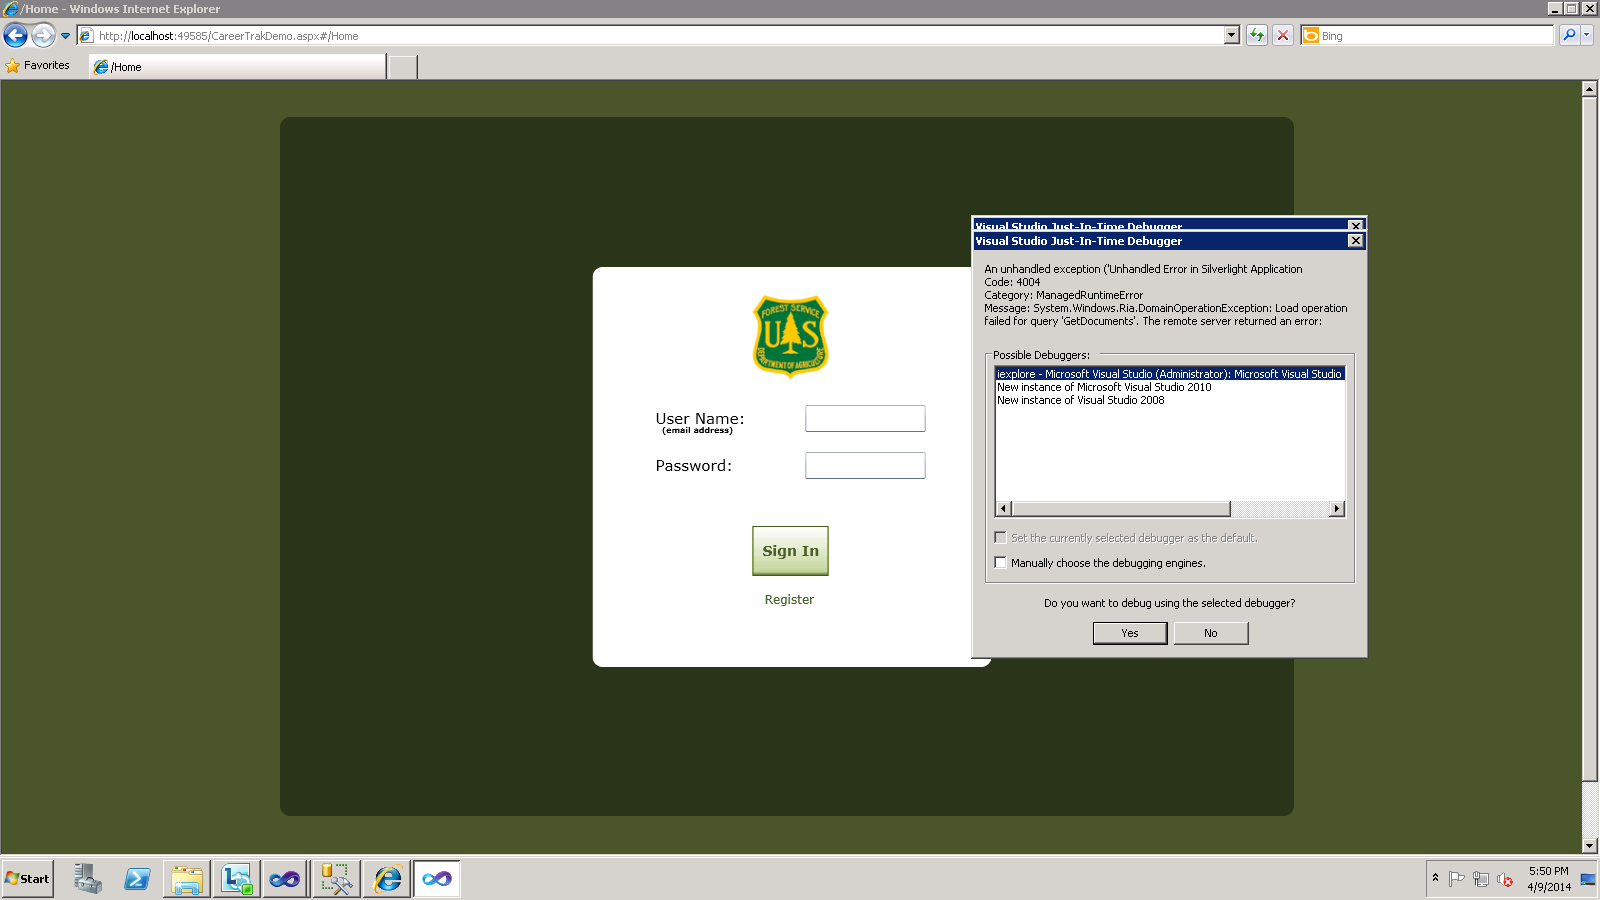 /Home - Windows Internet Explorer
http://localhost:49585/CareerTrakDemo.aspx#/Home
Bing
Favorites
/Home
FOREST SERVICE
U S
DEPARTMENT OF AGRICULTURE
User Name:
(email address)
Password:
Sign In
Register
Visual Studio Just-In-Time Debugger
Visual Studio Just-In-Time Debugger
An unhandled exception ('Unhandled Error in Silverlight Application
Code: 4004
Category: ManagedRuntimeError
Message: System.Windows.Ria.DomainOperationException: Load operation
failed for query 'GetDocuments'. The remote server returned an error:
Possible Debuggers:
iexplore - Microsoft Visual Studio (Administrator): Microsoft Visual Studio
New instance of Microsoft Visual Studio 2010
New instance of Visual Studio 2008
Set the currently selected debugger as the default.
Manually choose the debugging engines.
Do you want to debug using the selected debugger?
Yes
No
Start
5:50 PM
4/9/2014